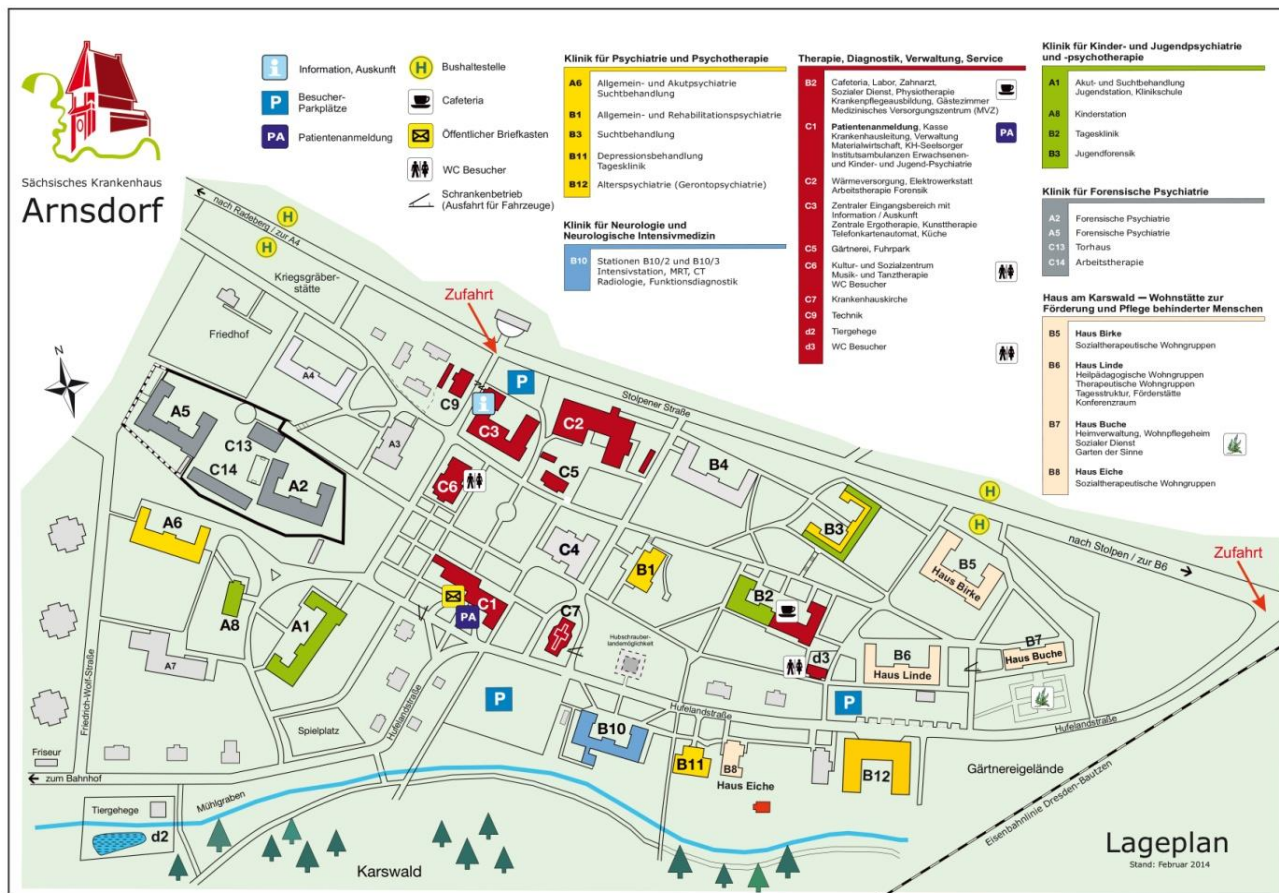 Sächsisches Krankenhaus
Arnsdorf
Information, Auskunft
P
Besucher-
Parkplätze
PA
Patientenanmeldung
H
Bushaltestelle
Cafeteria
Öffentlicher Briefkasten
WC Besucher
Schrankenbetrieb
(Ausfahrt für Fahrzeuge)
Klinik für Psychiatrie und Psychotherapie
A6 Allgemein- und Akutpsychiatrie
Suchtbehandlung
B1 Allgemein- und Rehabilitationspsychiatrie
B3 Suchtbehandlung
B11 Depressionsbehandlung
Tagesklinik
B12 Alterspsychiatrie (Gerontopsychiatrie)
Klinik für Neurologie und
Neurologische Intensivmedizin
B10 Stationen B10/2 und B10/3
Intensivstation, MRT, CT
Radiologie, Funktionsdiagnostik
Therapie, Diagnostik, Verwaltung, Service
B2 Cafeteria, Labor, Zahnarzt,
Sozialer Dienst, Physiotherapie
Krankenpflegeausbildung, Gästezimmer
Medizinisches Versorgungszentrum (MVZ)
C1 Patientenanmeldung, Kasse
Krankenhausleitung, Verwaltung
Materialwirtschaft, KH-Seelsorger
Institutsambulanzen Erwachsenen-
und Kinder- und Jugend-Psychiatrie
PA
C2 Wärmeversorgung, Elektrowerkstatt
Arbeitstherapie Forensik
C3 Zentraler Eingangsbereich mit
Information / Auskunft
Zentrale Ergotherapie, Kunsttherapie
Telefonkartenautomat, Küche
C5 Gärtnerei, Fuhrpark
C6 Kultur- und Sozialzentrum
Musik- und Tanztherapie
WC Besucher
C7 Krankenhauskirche
C9 Technik
d2 Tiergehege
d3 WC Besucher
Klinik für Kinder- und Jugendpsychiatrie
und -psychotherapie
A1 Akut- und Suchtbehandlung
Jugendstation, Klinikschule
A8 Kinderstation
B2 Tagesklinik
B3 Jugendforensik
Klinik für Forensische Psychiatrie
A2 Forensische Psychiatrie
A5 Forensische Psychiatrie
C13 Torhaus
C14 Arbeitstherapie
Haus am Karswald — Wohnstätte zur
Förderung und Pflege behinderter Menschen
B5 Haus Birke
Sozialtherapeutische Wohngruppen
B6 Haus Linde
Heilpädagogische Wohngruppen
Therapeutische Wohngruppen
Tagesstruktur, Förderstätte
Konferenzraum
B7 Haus Buche
Heimverwaltung, Wohnpflegeheim
Sozialer Dienst
Garten der Sinne
B8 Haus Eiche
Sozialtherapeutische Wohngruppen
nach Radeberg / zur A4
H
H
Kriegsgräber-
stätte
Zufahrt
Friedhof
N
A4
C9
P
Stolpener Straße
C3
C2
A5
C13
C14
A2
A3
C6
C5
B4
H
H
nach Stolpen / zur B6
Zufahrt
A6
C4
B1
B3
B5
Haus Birke
A8
A1
PA
C1
C7
B2
Hubschrauber-
landemöglichkeit
d3
B6
Haus Linde
B7
Haus Buche
A7
Friedrich-Wolf-Straße
P
Hufelandstraße
P
Hufelandstraße
Hufelandstraße
Spielplatz
B10
B11
B8
Haus Eiche
B12
Gärtnereigelände
Friseur
zum Bahnhof
Tiergehege
Mühlgraben
d2
Karswald
Eisenbahnlinie Dresden-Bautzen
Lageplan
Stand: Februar 2014